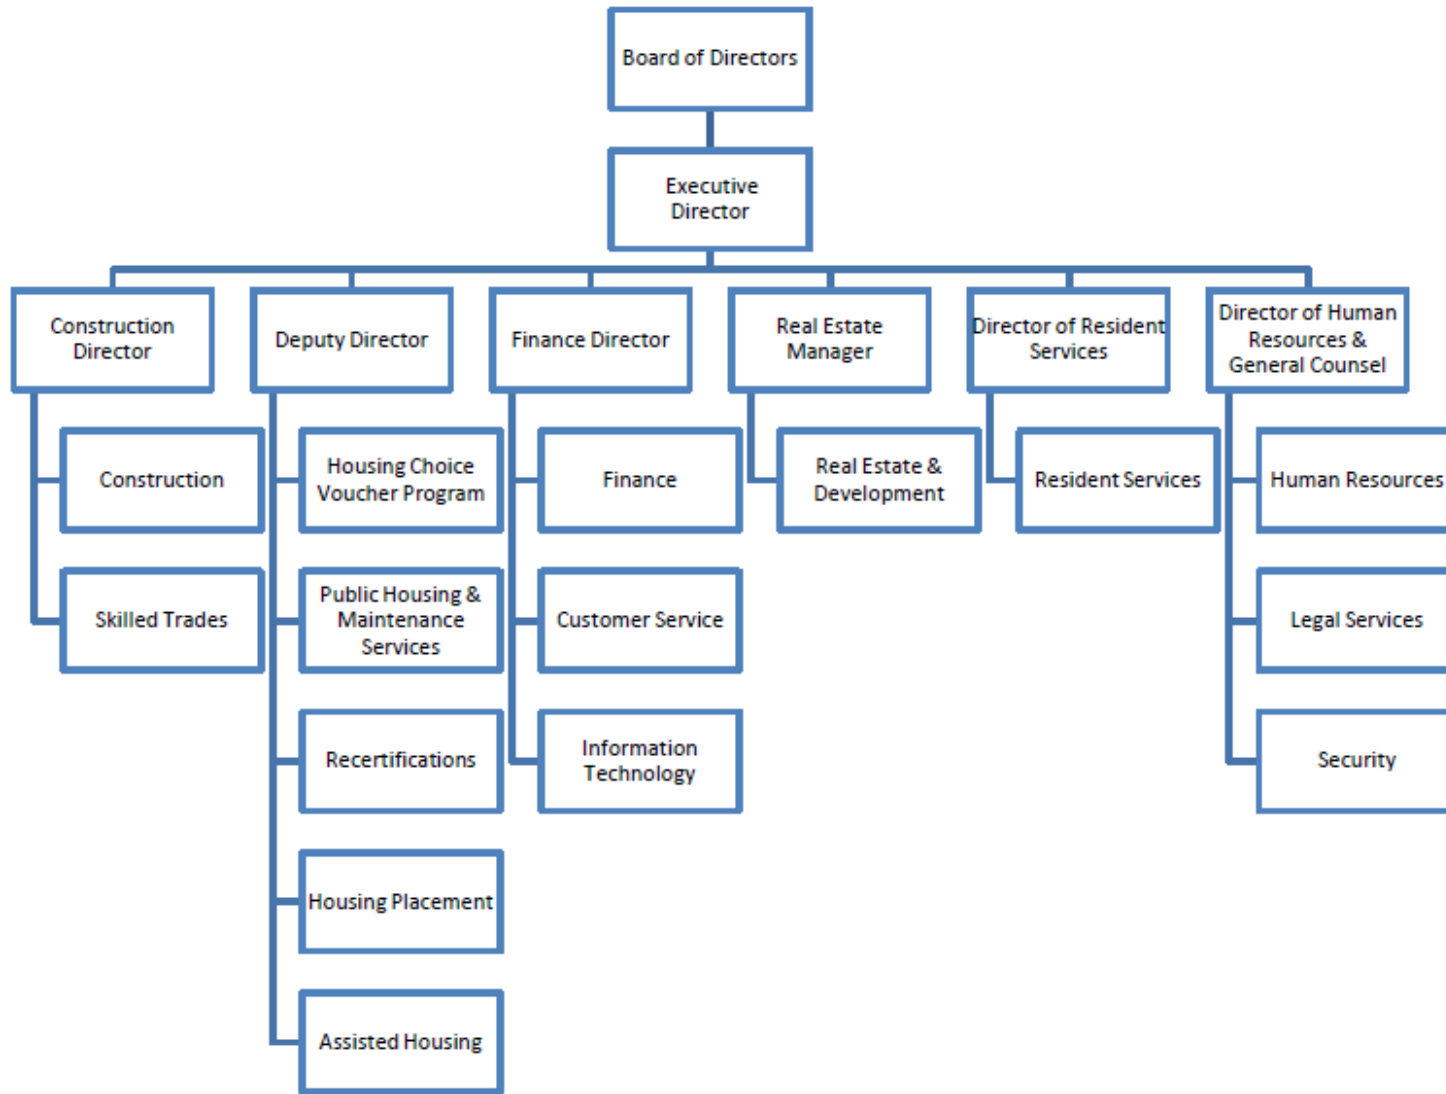 Board of Directors
Executive
Director
Construction
Director
Deputy Director
Finance Director
Real Estate
Manager
Director of Resident
Services
Director of Human
Resources &
General Counsel
Construction
Skilled Trades
Housing Choice
Voucher Program
Public Housing &
Maintenance
Services
Recertifications
Housing Placement
Assisted Housing
Finance
Customer Service
Information
Technology
Real Estate &
Development
Resident Services
Human Resources
Legal Services
Security